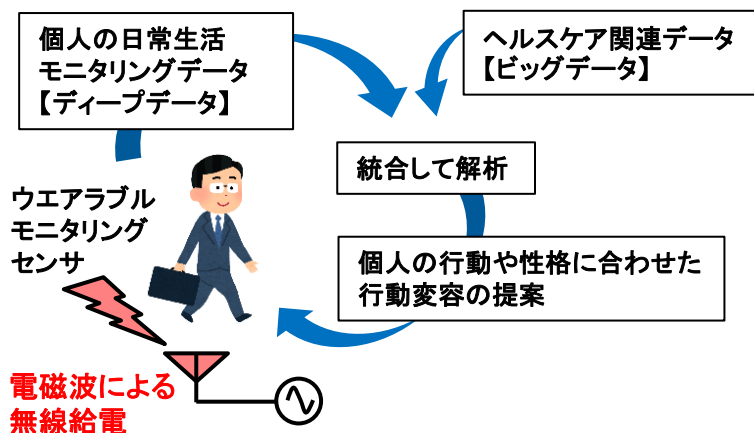 個人の日常生活
モニタリングデータ
【ディープデータ】
ヘルスケア関連データ
【ビッグデータ】
統合して解析
ウエアラブル
モニタリング
センサ
個人の行動や性格に合わせた
行動変容の提案
電磁波による
無線給電